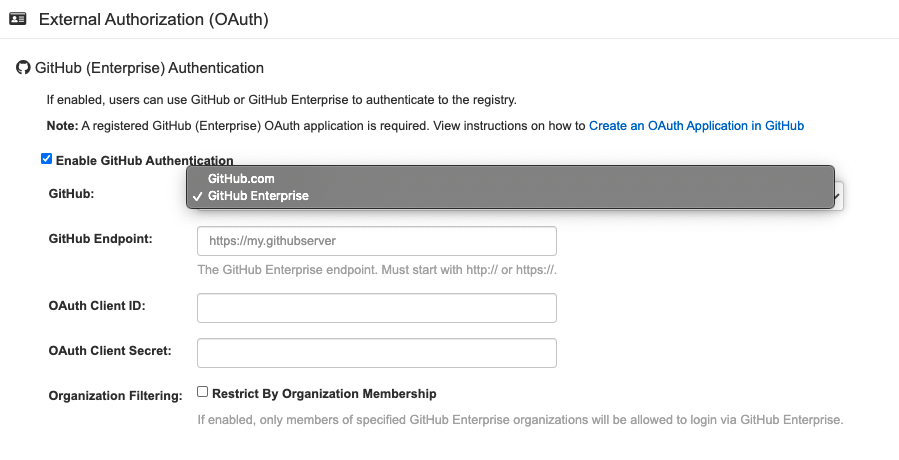 External Authorization (OAuth)
GitHub (Enterprise) Authentication
If enabled, users can use GitHub or GitHub Enterprise to authenticate to the registry.
Note: A registered GitHub (Enterprise) OAuth application is required. View instructions on how to Create an OAuth Application in GitHub
Enable GitHub Authentication
GitHub.com
GitHub:
GitHub Enterprise
GitHub Endpoint:
https://my.githubserver
The GitHub Enterprise endpoint. Must start with http:// or https://.
OAuth Client ID:
OAuth Client Secret:
Organization Filtering:
Restrict By Organization Membership
If enabled, only members of specified GitHub Enterprise organizations will be allowed to login via GitHub Enterprise.